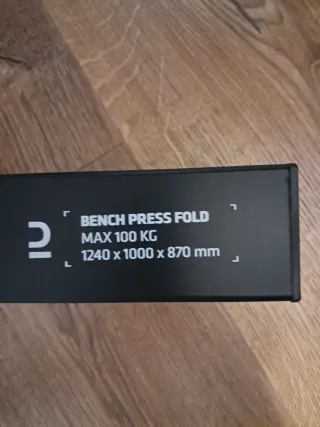 BENCH PRESS FOLD
MAX 100 KG
1240 x 1000 x 870 mm